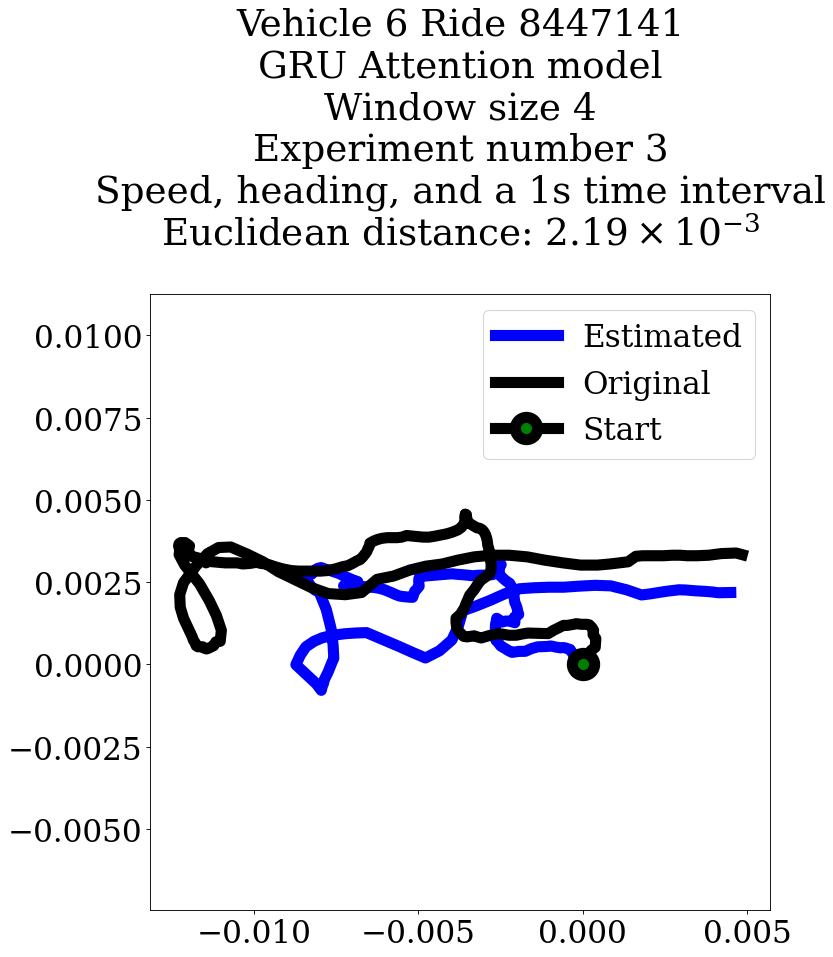 Vehicle 6 Ride 8447141
GRU Attention model
Window size 4
Experiment number 3
Speed, heading, and a 1s time interval
Euclidean distance: 2.19 × 10⁻³
Estimated
Original
Start
0.0100
0.0075
0.0050
0.0025
0.0000
−0.0025
−0.0050
−0.010 −0.005 0.000 0.005